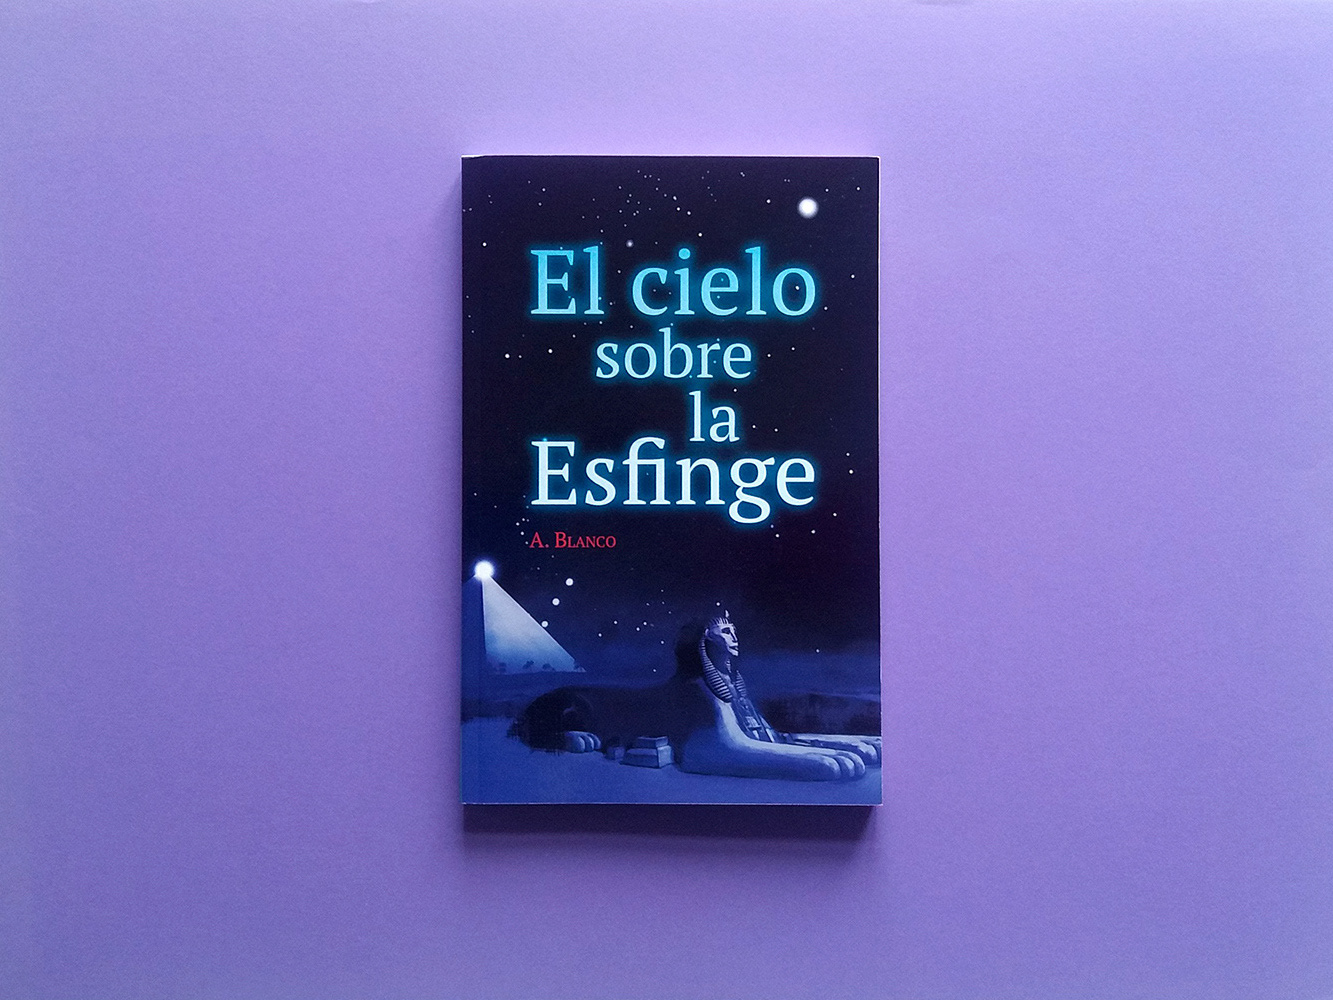 El cielo
sobre
la
Esfinge
A. Blanco